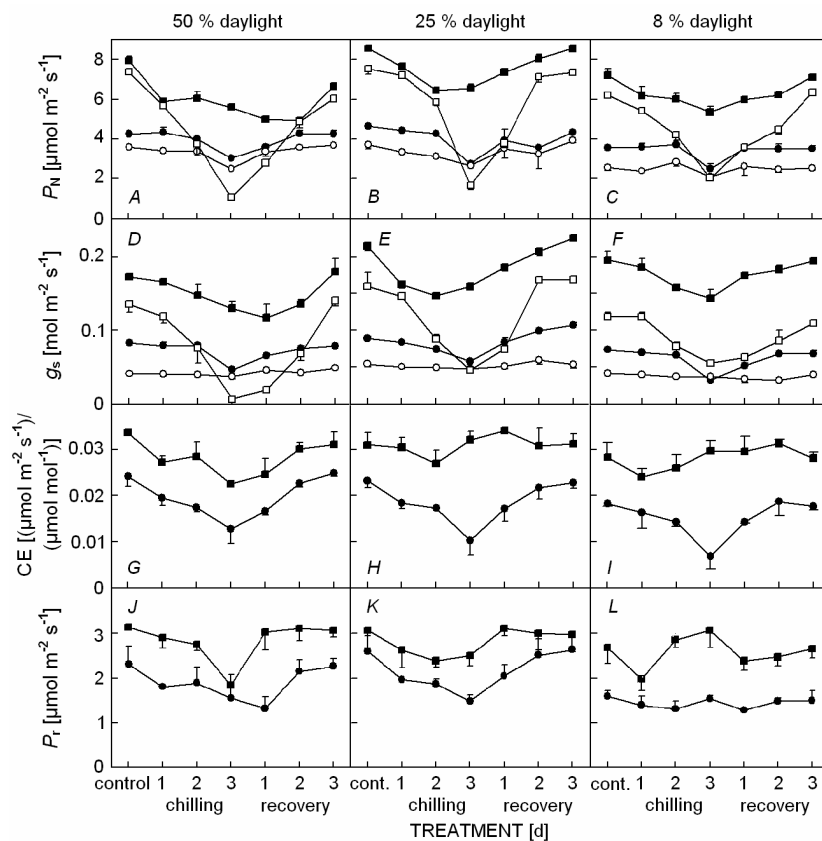 50 % daylight 25 % daylight 8 % daylight
P_N [µmol m⁻² s⁻¹]
8
6
4
2
0
A B C
g_s [mol m⁻² s⁻¹]
0.2
0.1
0
D E F
CE [(µmol m⁻² s⁻¹)/
(µmol mol⁻¹)]
0.03
0.02
0.01
0
G H I
P_r [µmol m⁻² s⁻¹]
3
2
1
0
J K L
control 1 2 3 1 2 3 cont. 1 2 3 1 2 3 cont. 1 2 3 1 2 3
chilling recovery chilling recovery chilling recovery
TREATMENT [d]